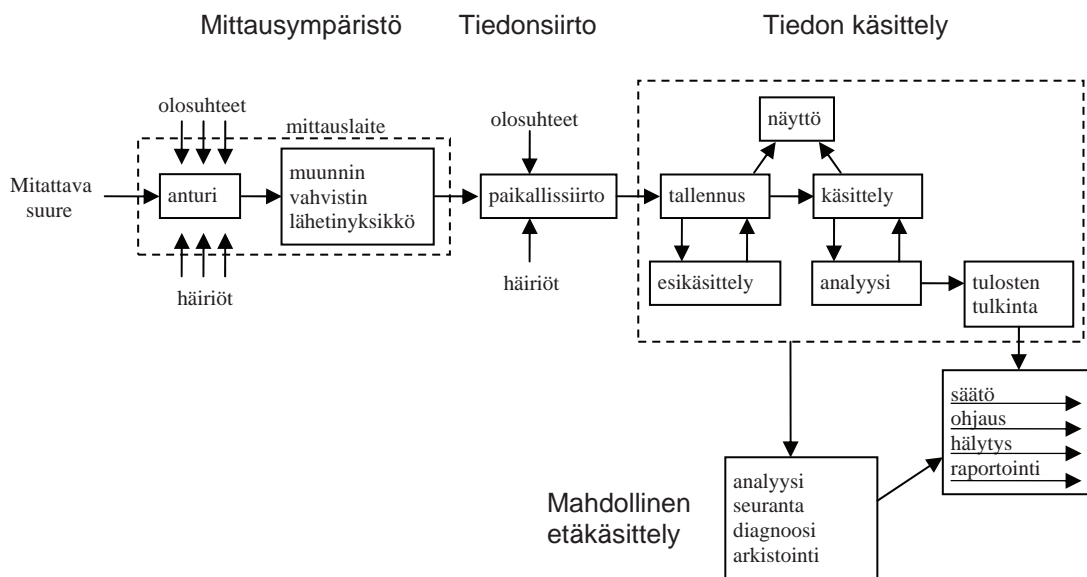 Mittausympäristö
Tiedonsiirto
Tiedon käsittely
olosuhteet
mittauslaite
Mitattava
suure
anturi
muunnin
vahvistin
lähetinyksikkö
häiriöt
olosuhteet
paikallissiirto
häiriöt
näyttö
tallennus
käsittely
esikäsittely
analyysi
tulosten
tulkinta
säätö
ohjaus
hälytys
raportointi
Mahdollinen
etäkäsittely
analyysi
seuranta
diagnoosi
arkistointi